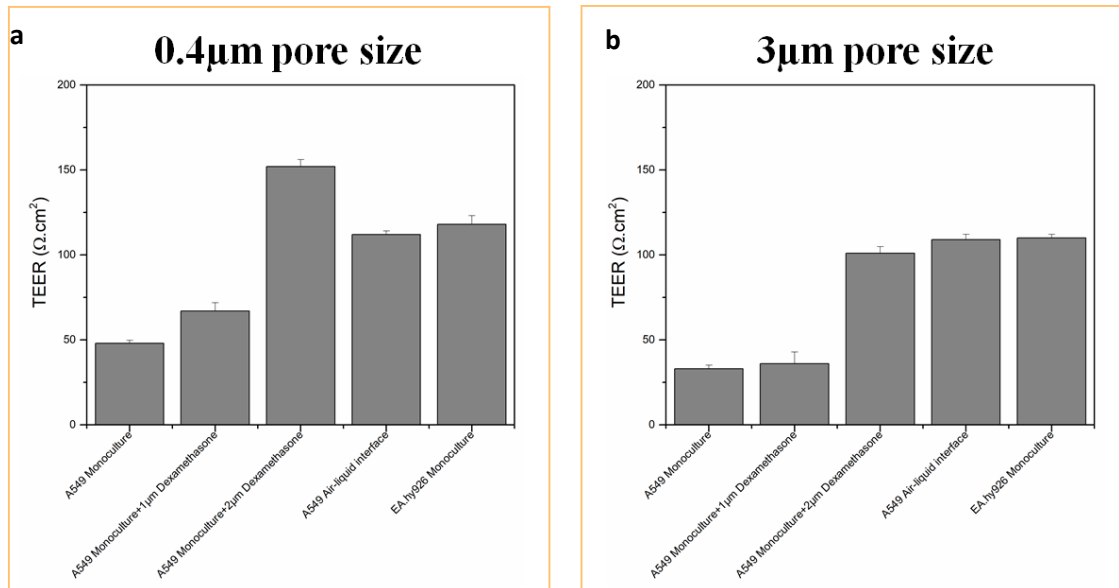 a
0.4µm pore size
200
150
100
50
0
TEER (Ω.cm²)
A549 Monoculture
A549 Monoculture+1µm Dexamethasone
A549 Monoculture+2µm Dexamethasone
A549 Air-liquid interface
EA.hy926 Monoculture
b
3µm pore size
200
150
100
50
0
TEER (Ω.cm²)
A549 Monoculture
A549 Monoculture+1µm Dexamethasone
A549 Monoculture+2µm Dexamethasone
A549 Air-liquid interface
EA.hy926 Monoculture